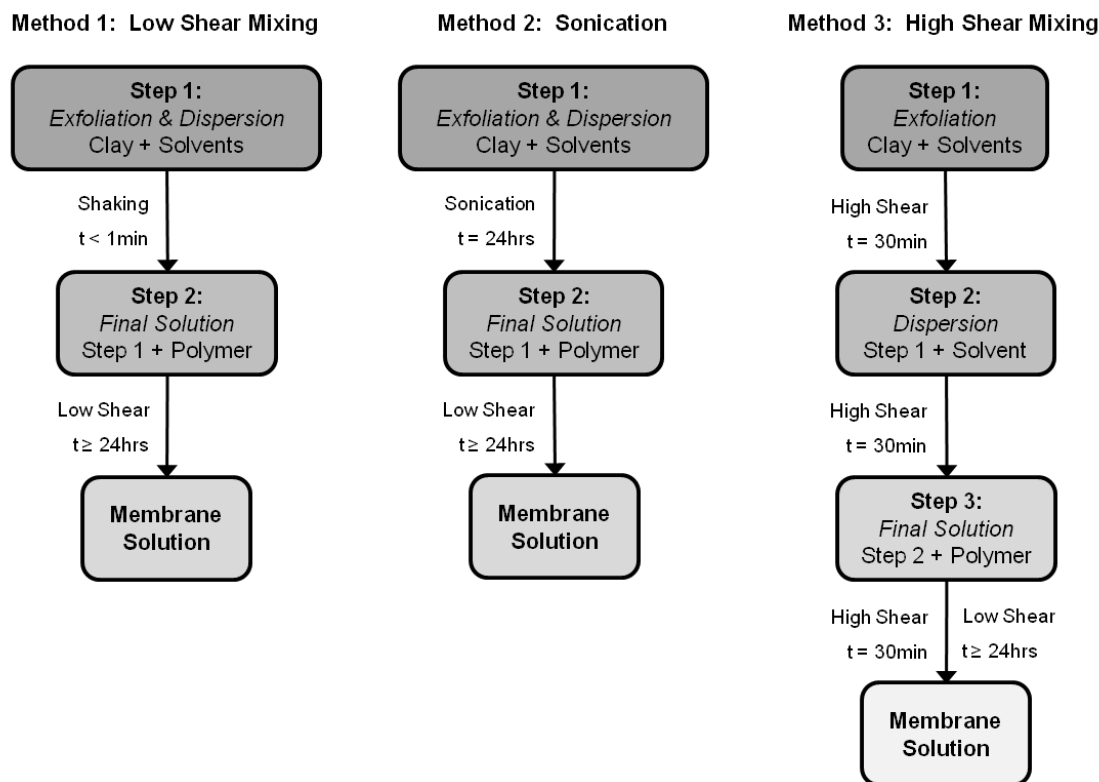 Method 1:  Low Shear Mixing
Step 1:
Exfoliation & Dispersion
Clay + Solvents
Shaking
t < 1min
Step 2:
Final Solution
Step 1 + Polymer
Low Shear
t ≥ 24hrs
Membrane
Solution
Method 2:  Sonication
Step 1:
Exfoliation & Dispersion
Clay + Solvents
Sonication
t = 24hrs
Step 2:
Final Solution
Step 1 + Polymer
Low Shear
t ≥ 24hrs
Membrane
Solution
Method 3:  High Shear Mixing
Step 1:
Exfoliation
Clay + Solvents
High Shear
t = 30min
Step 2:
Dispersion
Step 1 + Solvent
High Shear
t = 30min
Step 3:
Final Solution
Step 2 + Polymer
High Shear
t = 30min
Low Shear
t ≥ 24hrs
Membrane
Solution